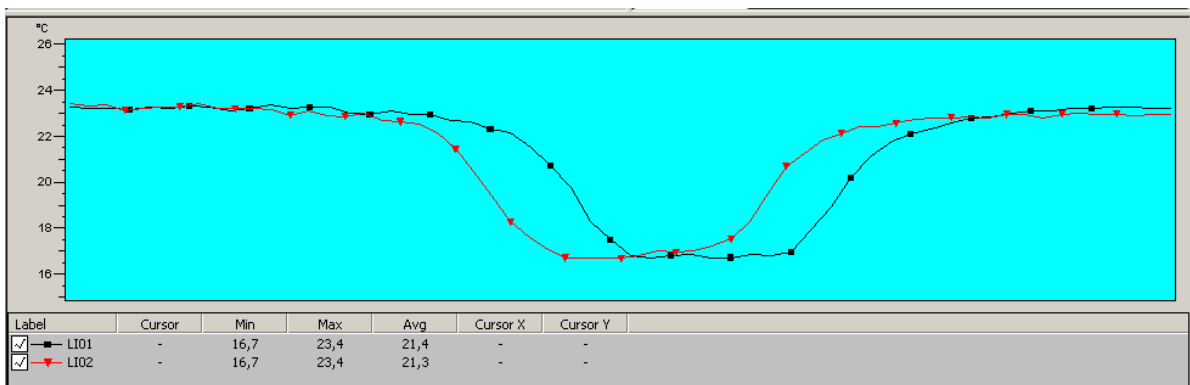 °C
26
24
22
20
18
16
Label Cursor Min Max Avg Cursor X Cursor Y
LI01 - 16,7 23,4 21,4 - -
LI02 - 16,7 23,4 21,3 - -